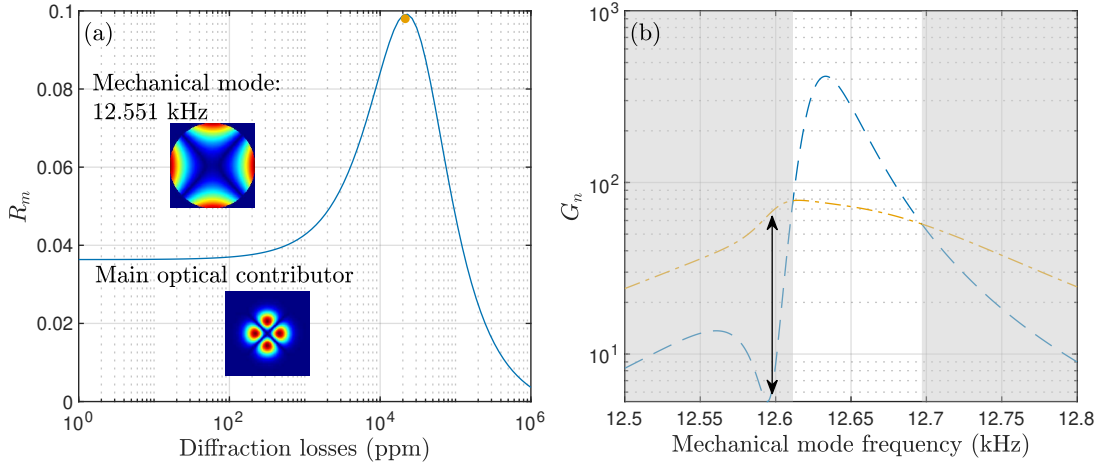 (a)
Mechanical mode:
12.551 kHz
Main optical contributor
R_m
0.1
0.08
0.06
0.04
0.02
0
10^0
10^2
10^4
10^6
Diffraction losses (ppm)
(b)
G_n
10^3
10^2
10^1
12.5
12.55
12.6
12.65
12.7
12.75
12.8
Mechanical mode frequency (kHz)